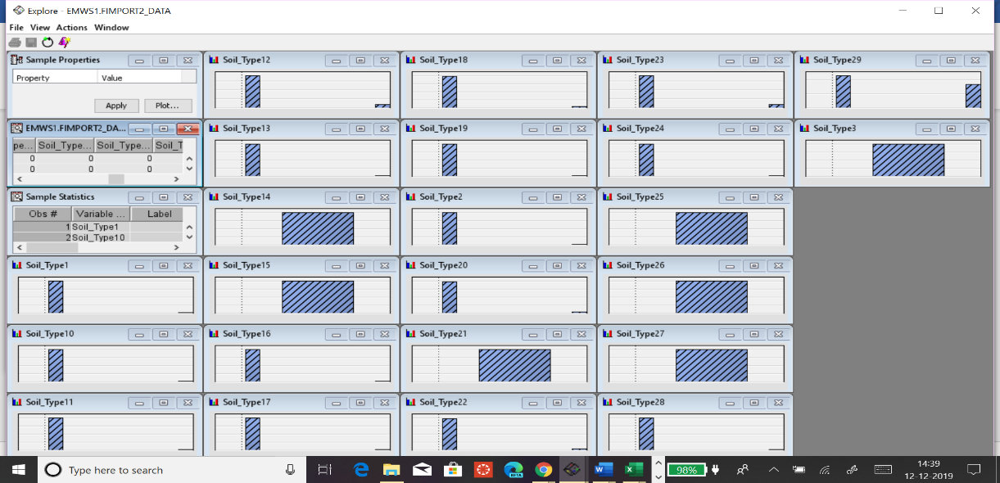 Explore - EMWS1.FIMPORT2_DATA
File View Actions Window
Sample Properties
Property Value
Apply Plot...
EMWS1.FIMPORT2_DA...
pe... Soil_Type... Soil_Type... Soil_T
0 0 0
0 0 0
Sample Statistics
Obs # Variable ... Label
1 Soil_Type1
2 Soil_Type10
Soil_Type1
Soil_Type10
Soil_Type11
Soil_Type12
Soil_Type13
Soil_Type14
Soil_Type15
Soil_Type16
Soil_Type17
Soil_Type18
Soil_Type19
Soil_Type2
Soil_Type20
Soil_Type21
Soil_Type22
Soil_Type23
Soil_Type24
Soil_Type25
Soil_Type26
Soil_Type27
Soil_Type28
Soil_Type29
Soil_Type3
Type here to search
BETA
98%
14:39
12-12-2019